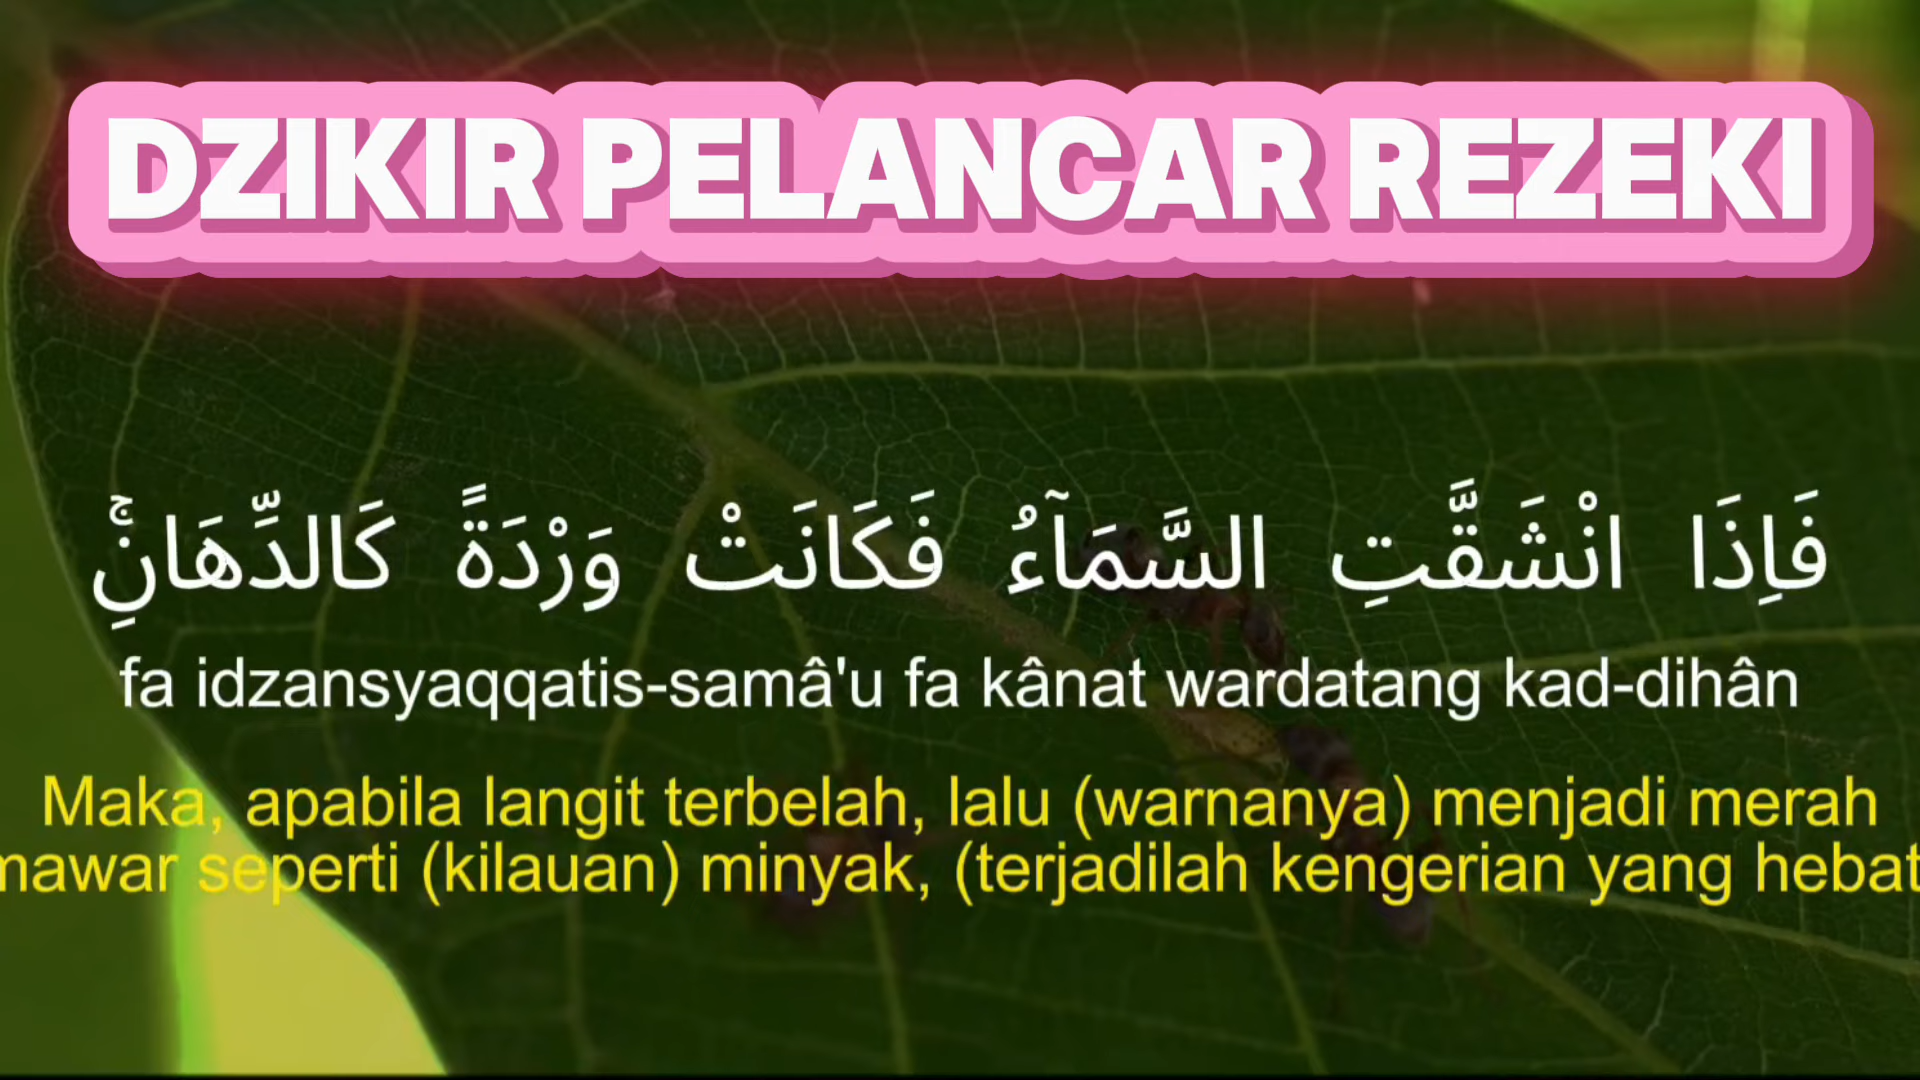 DZIKIR PELANCAR REZEKI
فَاِذَا انْشَقَّتِ السَّمَاۤءُ فَكَانَتْ وَرْدَةً كَالدِّهَانِۚ
fa idzansyaqqatis-samâ'u fa kânat wardatang kad-dihân
Maka, apabila langit terbelah, lalu (warnanya) menjadi merah
mawar seperti (kilauan) minyak, (terjadilah kengerian yang hebat